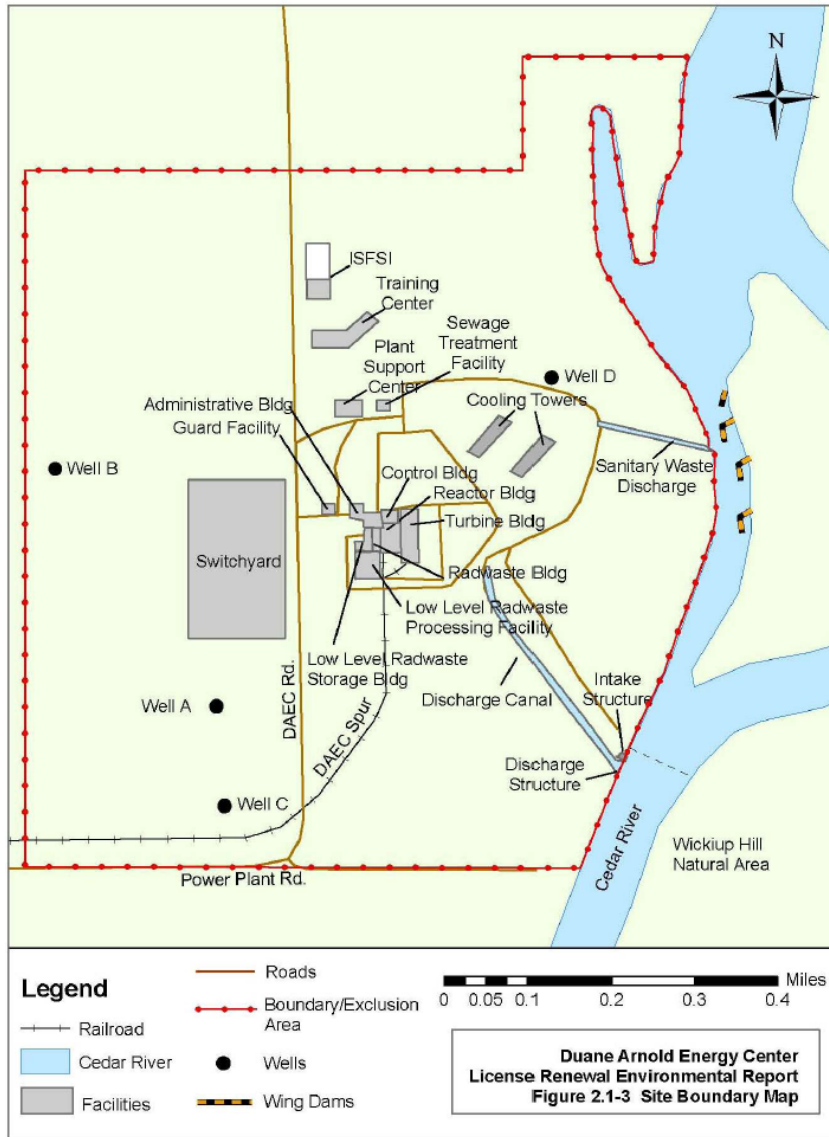 N
ISFSI
Training
Center
Sewage
Treatment
Facility
Plant
Support
Center
Well D
Administrative Bldg
Guard Facility
Cooling Towers
Well B
Control Bldg
Reactor Bldg
Turbine Bldg
Sanitary Waste
Discharge
Switchyard
Radwaste Bldg
Low Level Radwaste
Processing Facility
Low Level Radwaste
Storage Bldg
Discharge Canal
Intake
Structure
Well A
DAEC Rd.
DAEC Spur
Discharge
Structure
Well C
Cedar River
Wickiup Hill
Natural Area
Power Plant Rd.
Legend
Railroad
Cedar River
Facilities
Roads
Boundary/Exclusion
Area
Wells
Wing Dams
Miles
0 0.05 0.1 0.2 0.3 0.4
Duane Arnold Energy Center
License Renewal Environmental Report
Figure 2.1-3 Site Boundary Map